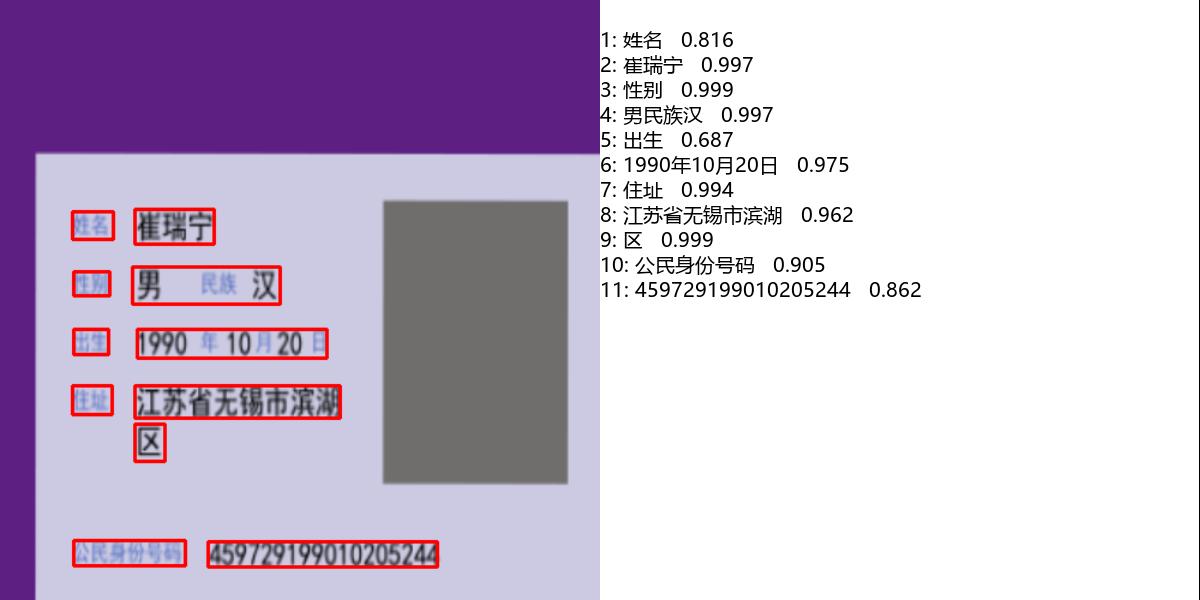 姓名 崔瑞宁
性别 男 民族 汉
出生 1990 年 10 月 20 日
住址 江苏省无锡市滨湖
区
公民身份号码 459729199010205244
1: 姓名 0.816
2: 崔瑞宁 0.997
3: 性别 0.999
4: 男民族汉 0.997
5: 出生 0.687
6: 1990年10月20日 0.975
7: 住址 0.994
8: 江苏省无锡市滨湖 0.962
9: 区 0.999
10: 公民身份号码 0.905
11: 459729199010205244 0.862